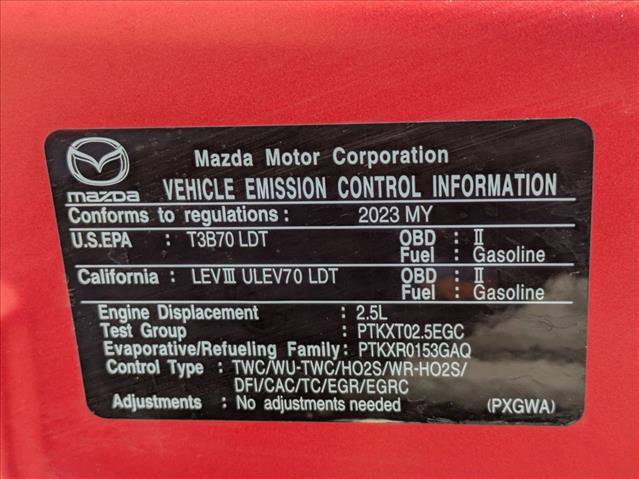 mazda
Mazda Motor Corporation
VEHICLE EMISSION CONTROL INFORMATION
Conforms to regulations : 2023 MY
U.S.EPA : T3B70 LDT OBD : II
Fuel : Gasoline
California : LEVIII ULEV70 LDT OBD : II
Fuel : Gasoline
Engine Displacement : 2.5L
Test Group : PTKXT02.5EGC
Evaporative/Refueling Family: PTKXR0153GAQ
Control Type : TWC/WU-TWC/HO2S/WR-HO2S/
DFI/CAC/TC/EGR/EGRC
Adjustments : No adjustments needed (PXGWA)